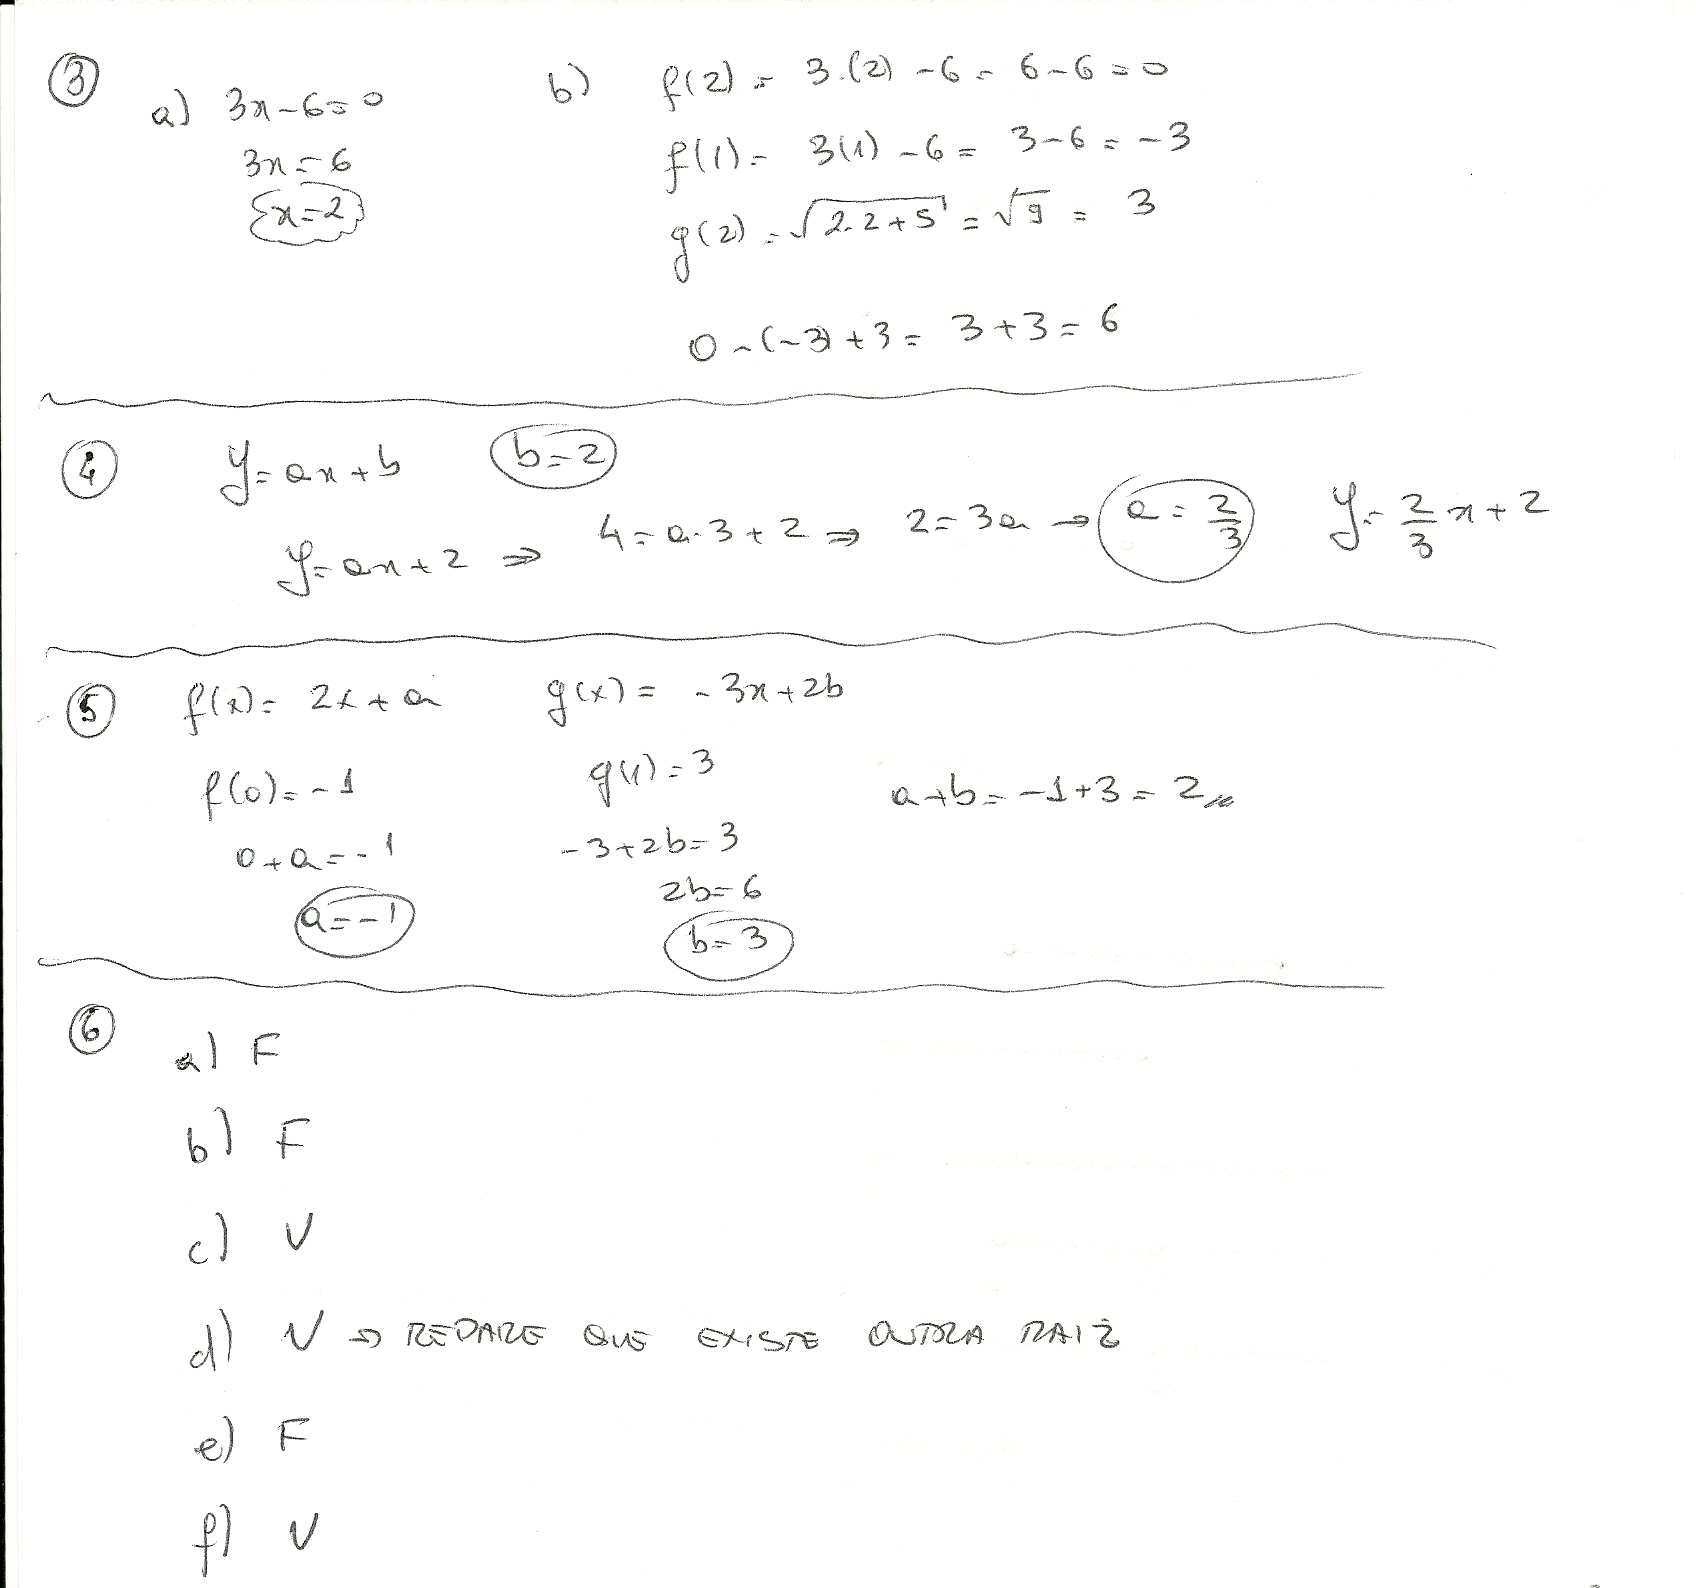 ③
a) 3x-6=0
3x=6
{x=2}
b) f(2) = 3.(2) -6 = 6-6=0
f(1) = 3(1) -6 = 3-6 = -3
g(2) = √(2.2+5) = √9 = 3
0-(-3)+3 = 3+3=6
④ y=ax+b b=2
y=ax+2 ⇒ 4=a.3+2 ⇒ 2=3a → a=2/3 y=2/3x+2
⑤ f(x)= 2x+a g(x)= -3x+2b
f(0)=-1 g(1)=3 a+b=-1+3=2
0+a=-1 -3+2b=3
a=-1 2b=6
b=3
⑥
a) F
b) F
c) V
d) V → REPARE QUE EXISTE OUTRA RAIZ
e) F
f) V